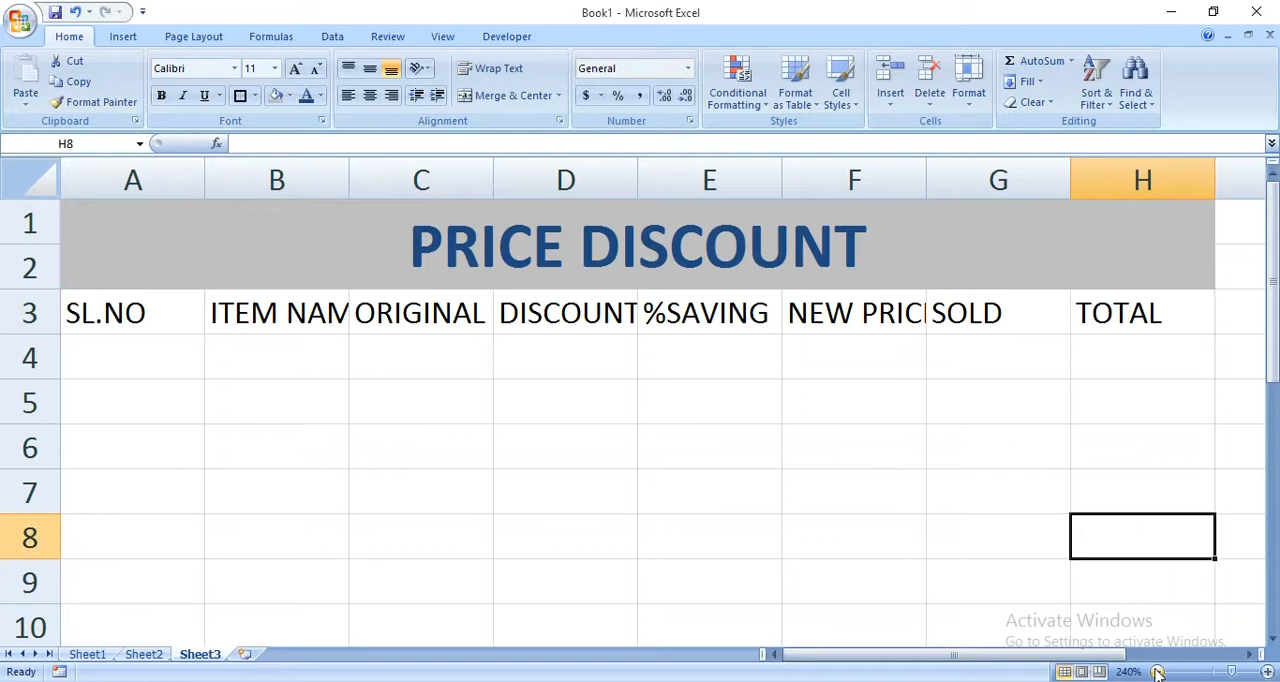 Book1 - Microsoft Excel
Home Insert Page Layout Formulas Data Review View Developer
Paste
Cut
Copy
Format Painter
Clipboard
Calibri 11 A A
B I U A
Font
Wrap Text
Merge & Center
Alignment
General
$ % ,
Number
Conditional Formatting
Format as Table
Cell Styles
Styles
Insert Delete Format
Cells
Σ AutoSum
Fill
Clear
Sort & Filter
Find & Select
Editing
H8 fx
A B C D E F G H
1
PRICE DISCOUNT
2
3 SL.NO ITEM NAM ORIGINAL DISCOUNT %SAVING NEW PRICI SOLD TOTAL
4
5
6
7
8
9
10
Activate Windows
Go to Settings to activate Windows.
Sheet1 Sheet2 Sheet3
Ready 240%